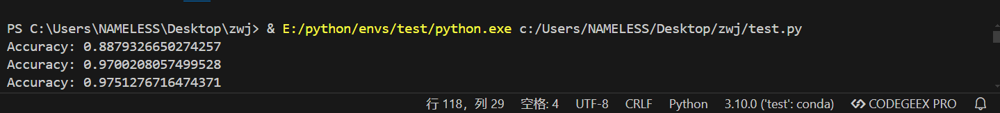 PS C:\Users\NAMELESS\Desktop\zwj> & E:/python/envs/test/python.exe c:/Users/NAMELESS/Desktop/zwj/test.py
Accuracy: 0.8879326650274257
Accuracy: 0.9700208057499528
Accuracy: 0.9751276716474371
行 118，列 29 空格: 4 UTF-8 CRLF Python 3.10.0 ('test': conda) CODEGEEX PRO